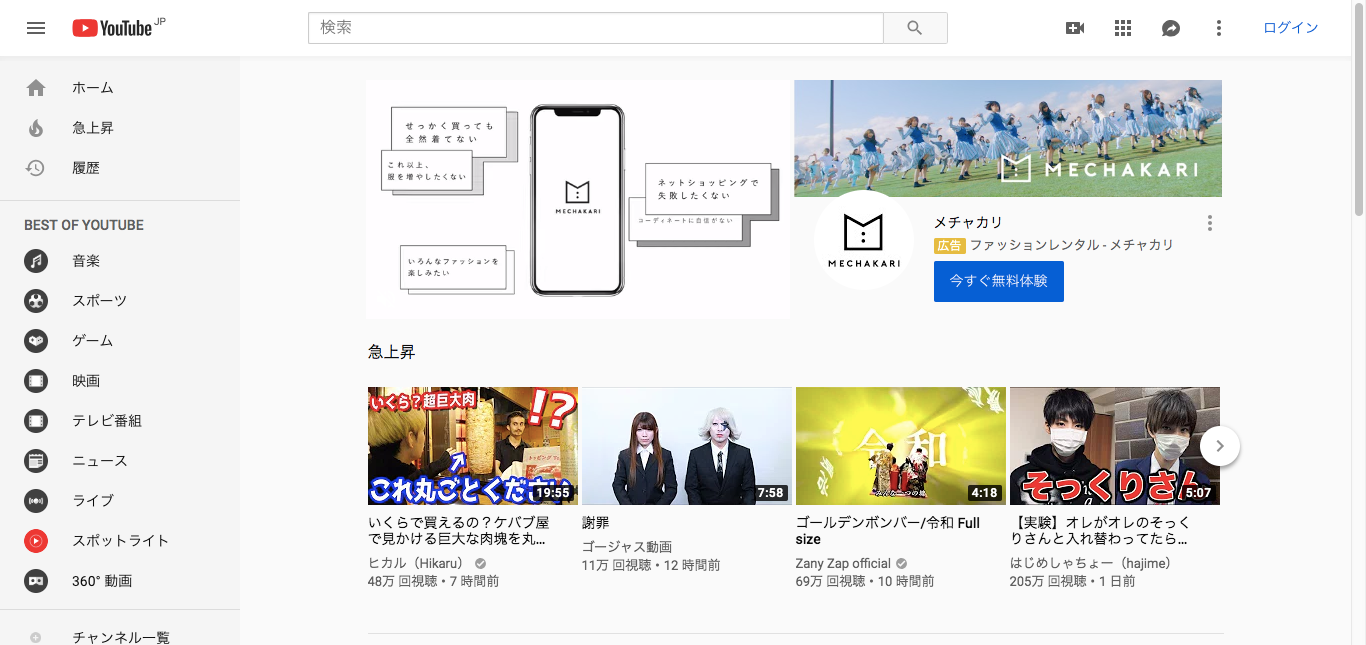 YouTube JP
検索
ログイン
ホーム
急上昇
履歴
BEST OF YOUTUBE
音楽
スポーツ
ゲーム
映画
テレビ番組
ニュース
ライブ
スポットライト
360° 動画
チャンネル一覧
せっかく買っても
全然着てない
これ以上、
服を増やしたくない
いろんなファッションを
楽しみたい
MECHAKARI
ネットショッピングで
失敗したくない
コーディネートに自信がない
MECHAKARI
MECHAKARI
メチャカリ
広告 ファッションレンタル - メチャカリ
今すぐ無料体験
急上昇
いくら？超巨大肉
!?
これ丸ごとください
19:55
7:58
令和
4:18
そっくりさん
5:07
いくらで買えるの？ケバブ屋
で見かける巨大な肉塊を丸...
ヒカル（Hikaru）
48万 回視聴・7 時間前
謝罪
ゴージャス動画
11万 回視聴・12 時間前
ゴールデンボンバー/令和 Full
size
Zany Zap official
69万 回視聴・10 時間前
【実験】オレがオレのそっく
りさんと入れ替わってたら...
はじめしゃちょー（hajime）
205万 回視聴・1 日前